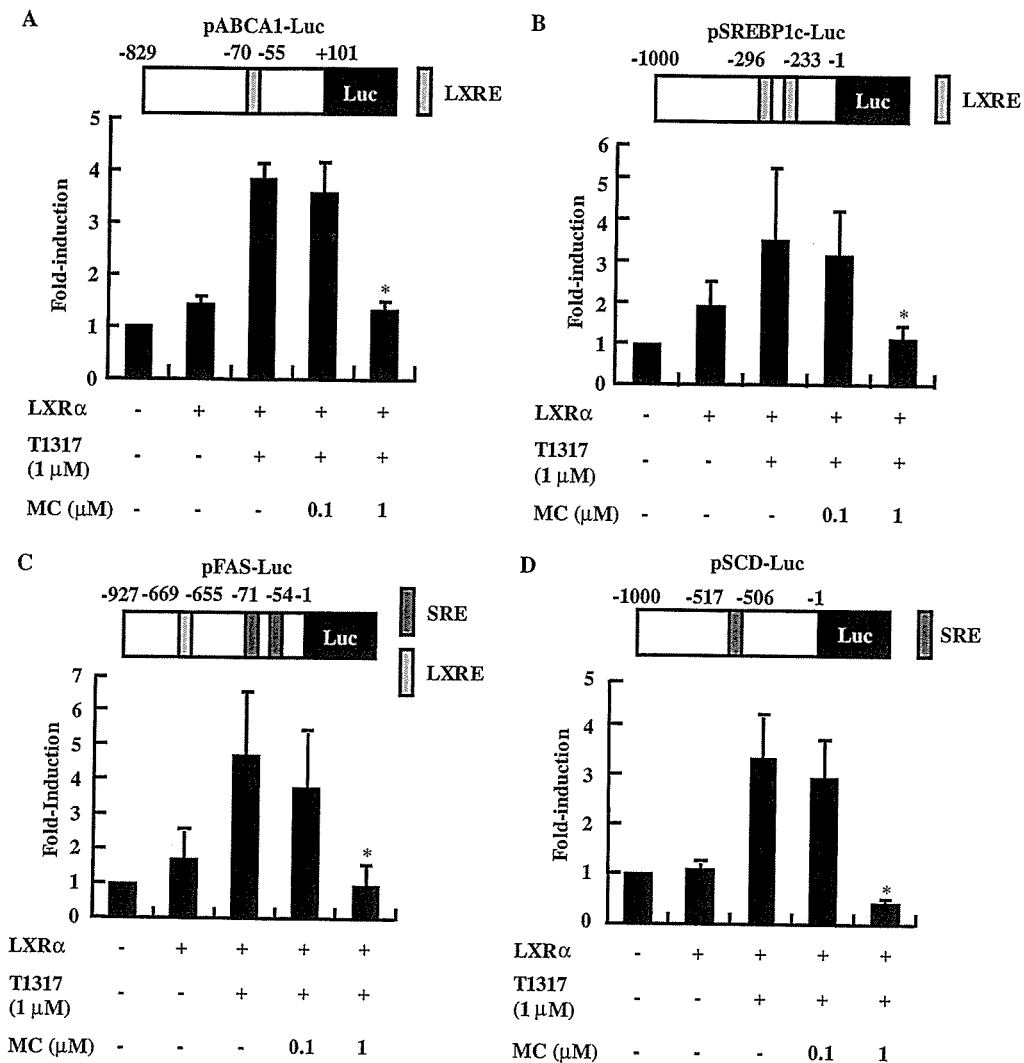 A
pABCA1-Luc
-829 -70 -55 +101
Luc
LXRE
5
4
3
2
1
0
Fold-induction
*
LXRα - + + + +
T1317 (1 μM) - - + + +
MC (μM) - - - 0.1 1
B
pSREBP1c-Luc
-1000 -296 -233 -1
Luc
LXRE
6
5
4
3
2
1
0
Fold-induction
*
LXRα - + + + +
T1317 (1 μM) - - + + +
MC (μM) - - - 0.1 1
C
pFAS-Luc
-927 -669 -655 -71 -54 -1
Luc
SRE
LXRE
7
6
5
4
3
2
1
0
Fold-Induction
*
LXRα - + + + +
T1317 (1 μM) - - + + +
MC (μM) - - - 0.1 1
D
pSCD-Luc
-1000 -517 -506 -1
Luc
SRE
5
4
3
2
1
0
Fold-induction
*
LXRα - + + + +
T1317 (1 μM) - - + + +
MC (μM) - - - 0.1 1